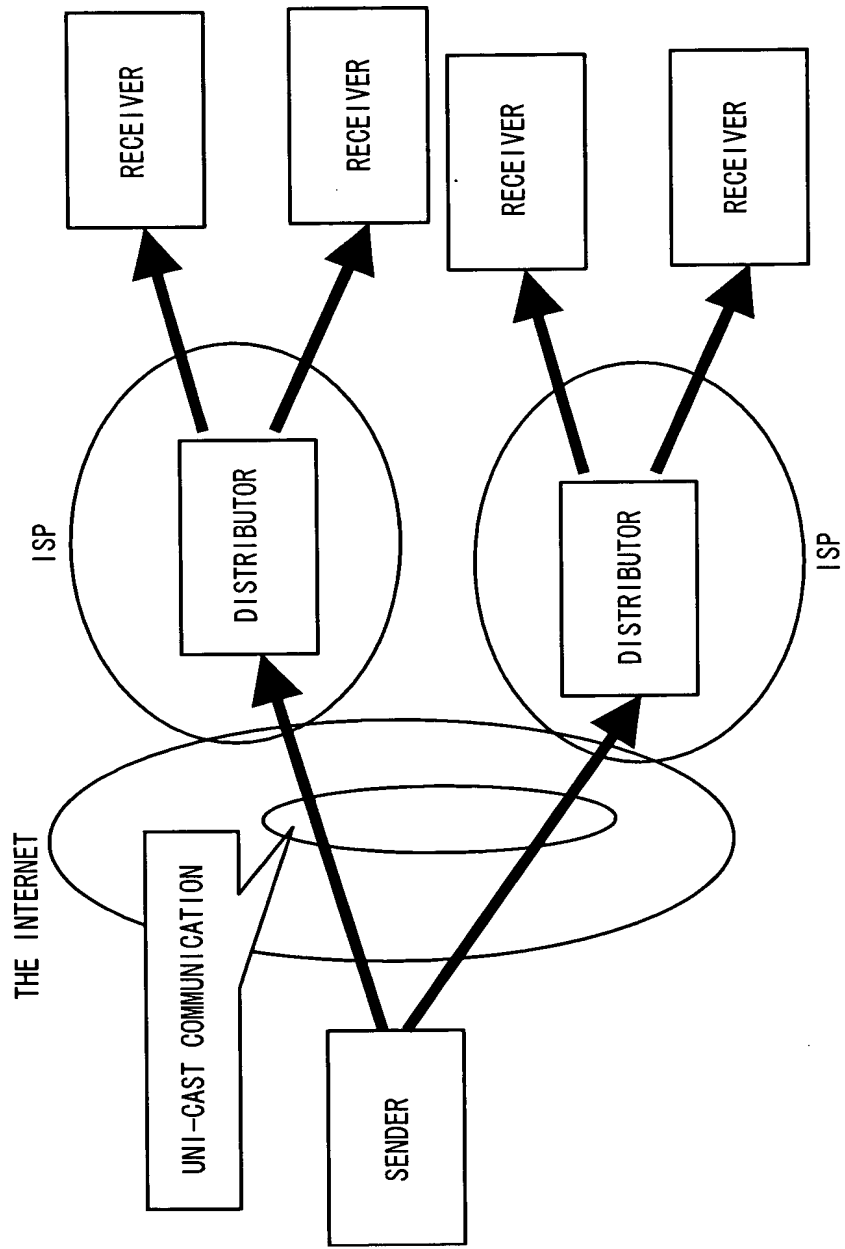 THE INTERNET
UNI-CAST COMMUNICATION
SENDER
ISP
DISTRIBUTOR
DISTRIBUTOR
ISP
RECEIVER
RECEIVER
RECEIVER
RECEIVER